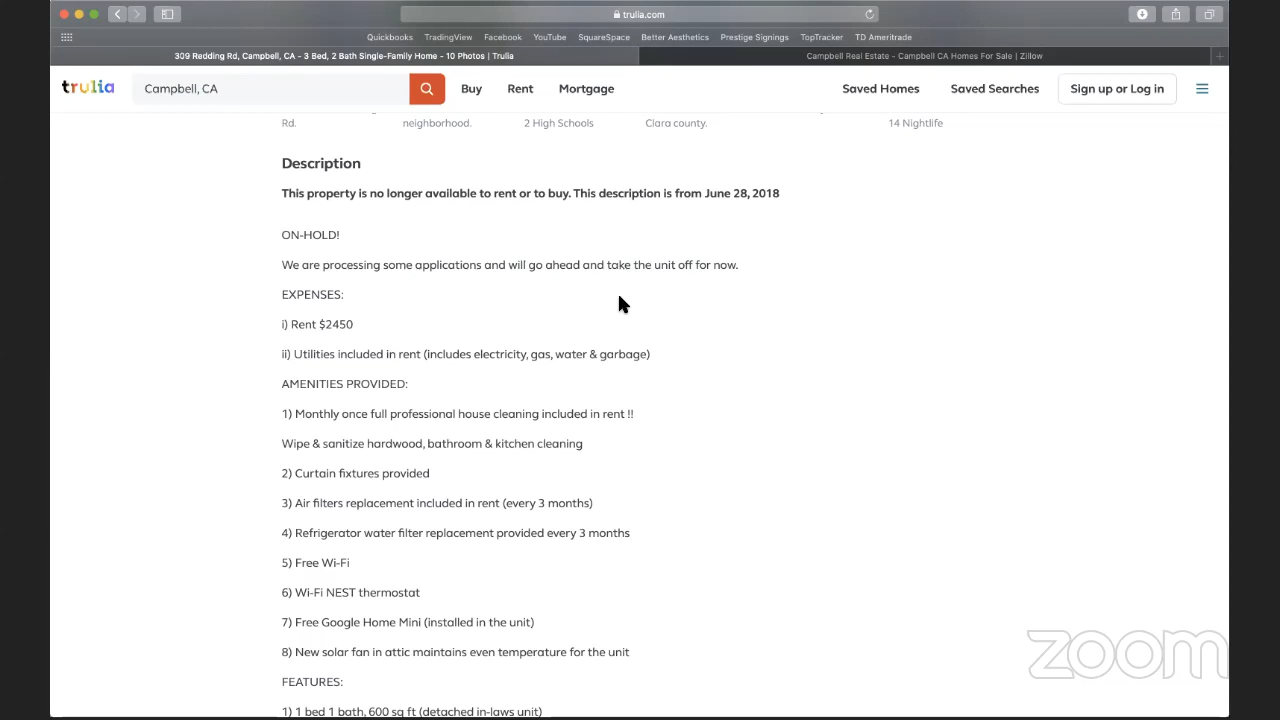 trulia.com
Quickbooks TradingView Facebook YouTube SquareSpace Better Aesthetics Prestige Signings TopTracker TD Ameritrade
309 Redding Rd, Campbell, CA - 3 Bed, 2 Bath Single-Family Home - 10 Photos | Trulia
Campbell Real Estate - Campbell CA Homes For Sale | Zillow
trulia
Campbell, CA
Buy Rent Mortgage Saved Homes Saved Searches Sign up or Log in
Rd. neighborhood. 2 High Schools Clara county. 14 Nightlife
Description
This property is no longer available to rent or to buy. This description is from June 28, 2018
ON-HOLD!
We are processing some applications and will go ahead and take the unit off for now.
EXPENSES:
i) Rent $2450
ii) Utilities included in rent (includes electricity, gas, water & garbage)
AMENITIES PROVIDED:
1) Monthly once full professional house cleaning included in rent !!
Wipe & sanitize hardwood, bathroom & kitchen cleaning
2) Curtain fixtures provided
3) Air filters replacement included in rent (every 3 months)
4) Refrigerator water filter replacement provided every 3 months
5) Free Wi-Fi
6) Wi-Fi NEST thermostat
7) Free Google Home Mini (installed in the unit)
8) New solar fan in attic maintains even temperature for the unit
FEATURES:
1) 1 bed 1 bath, 600 sq ft (detached in-laws unit)
zoom